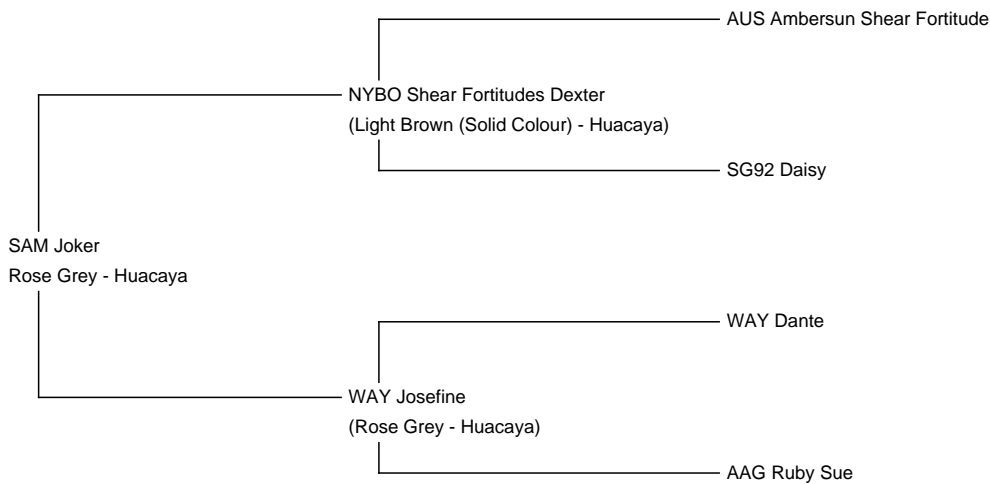 AUS Ambersun Shear Fortitude
NYBO Shear Fortitudes Dexter
(Light Brown (Solid Colour) - Huacaya)
SG92 Daisy
SAM Joker
Rose Grey - Huacaya
WAY Dante
WAY Josefine
(Rose Grey - Huacaya)
AAG Ruby Sue